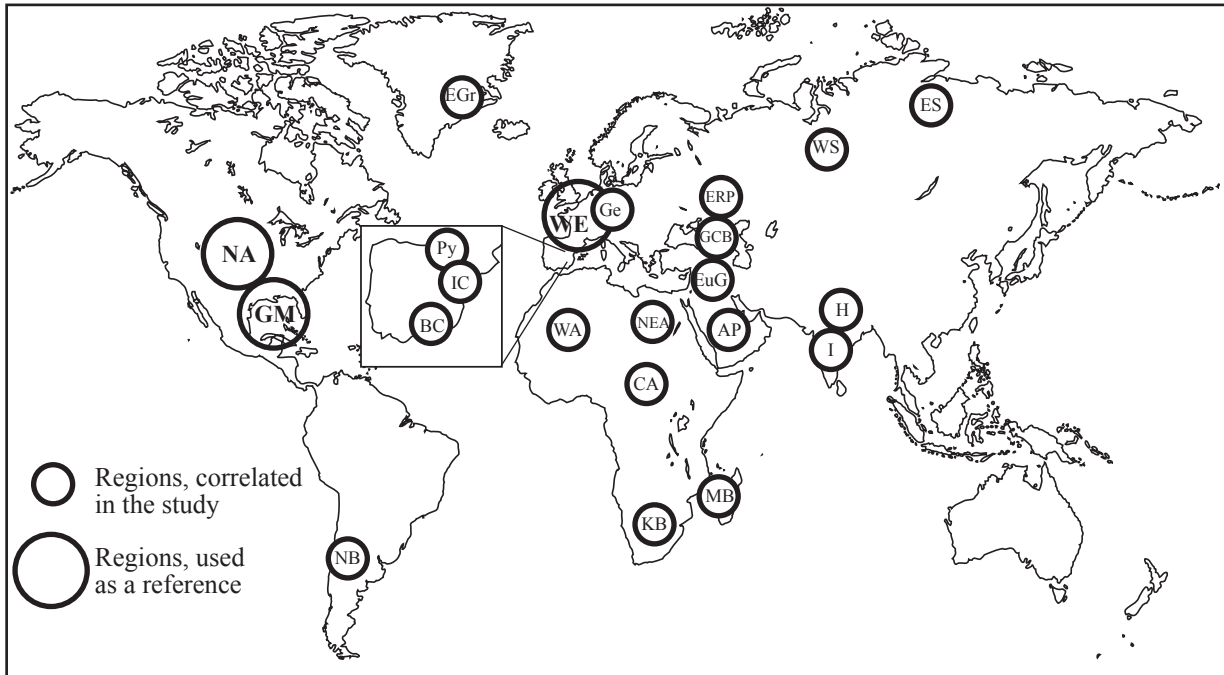 EGr
ES
WS
ERP
WE
Ge
GCB
NA
Py
IC
EuG
GM
BC
WA
NEA
AP
H
I
CA
Regions, correlated
in the study
MB
KB
NB
Regions, used
as a reference